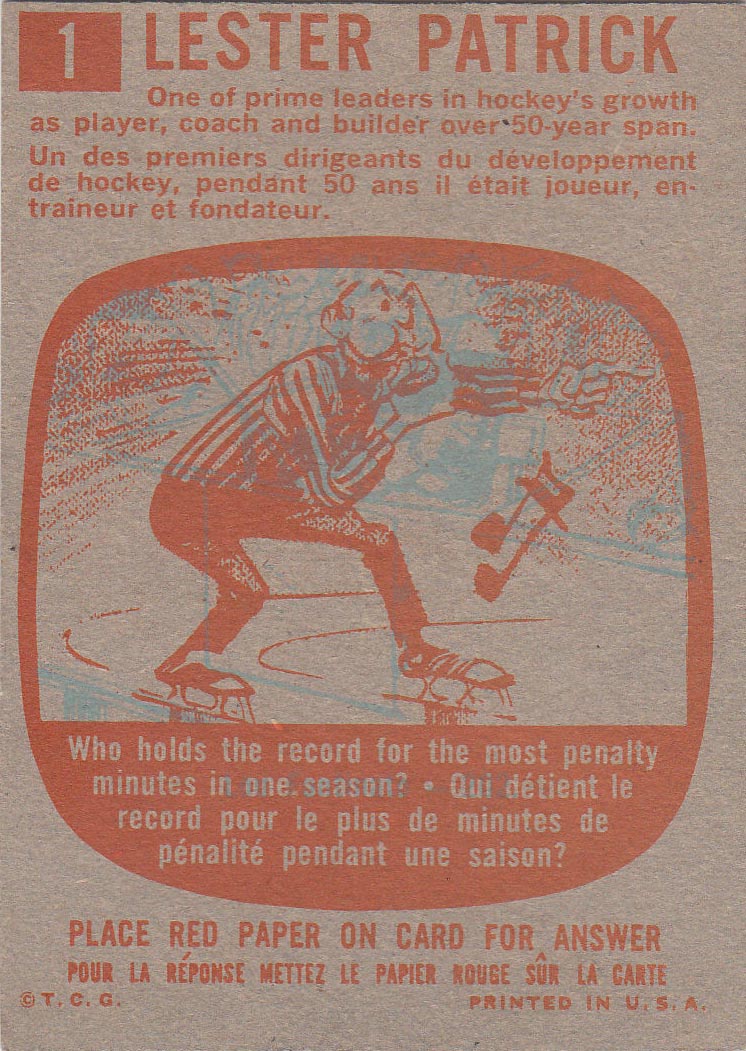 1
LESTER PATRICK
One of prime leaders in hockey's growth
as player, coach and builder over 50-year span.
Un des premiers dirigeants du développement
de hockey, pendant 50 ans il était joueur, en-
traineur et fondateur.
Who holds the record for the most penalty
minutes in one season? • Qui détient le
record pour le plus de minutes de
pénalité pendant une saison?
PLACE RED PAPER ON CARD FOR ANSWER
POUR LA RÉPONSE METTEZ LE PAPIER ROUGE SÛR LA CARTE
© T. C. G.
PRINTED IN U. S. A.